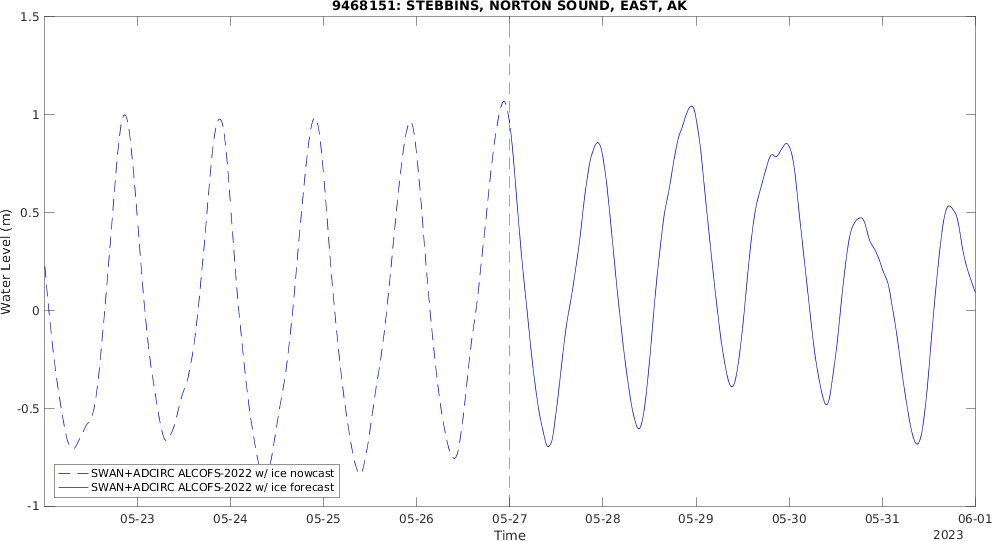 9468151: STEBBINS, NORTON SOUND, EAST, AK
1.5
1
0.5
0
-0.5
-1
Water Level (m)
SWAN+ADCIRC ALCOFS-2022 w/ ice nowcast
SWAN+ADCIRC ALCOFS-2022 w/ ice forecast
05-23 05-24 05-25 05-26 05-27 05-28 05-29 05-30 05-31 06-01
Time
2023